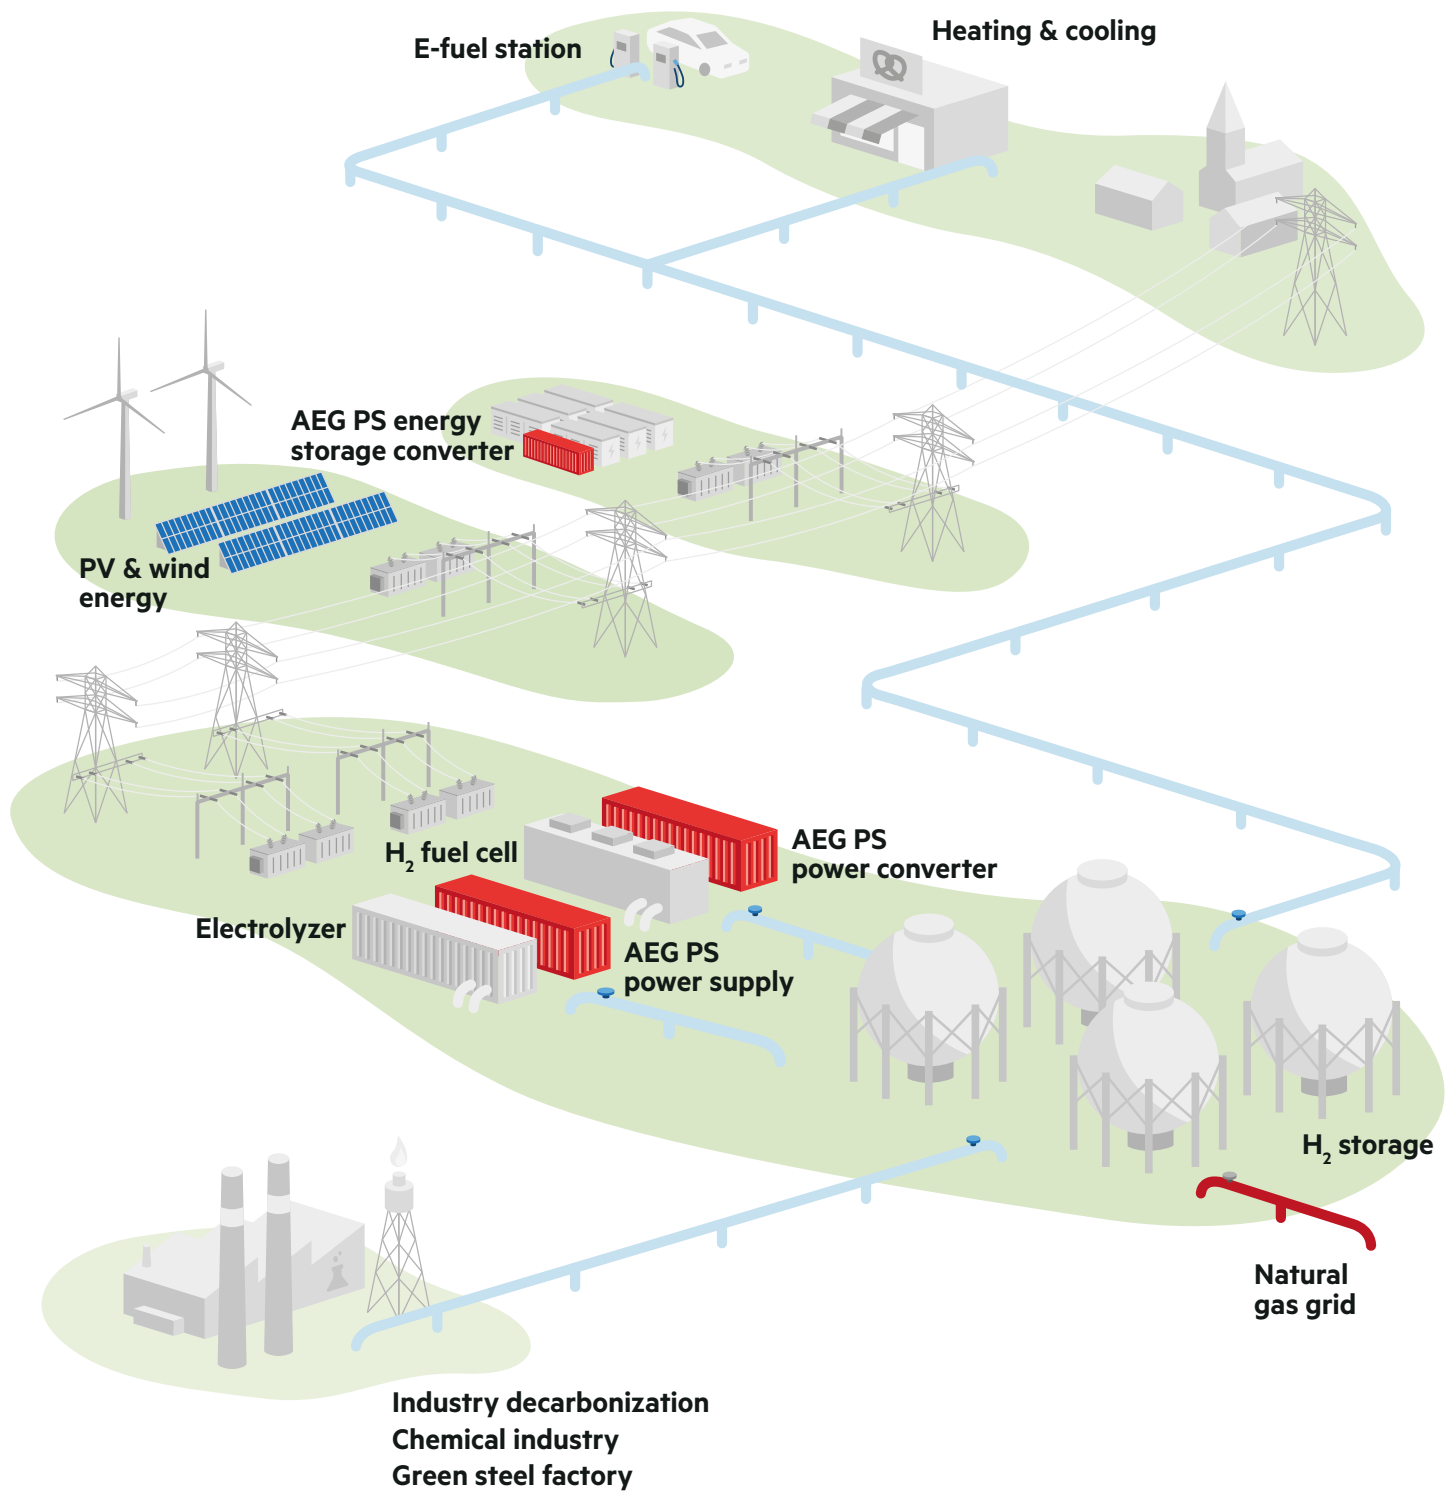 E-fuel station
Heating & cooling
AEG PS energy
storage converter
PV & wind
energy
H₂ fuel cell
AEG PS
power converter
Electrolyzer
AEG PS
power supply
H₂ storage
Natural
gas grid
Industry decarbonization
Chemical industry
Green steel factory